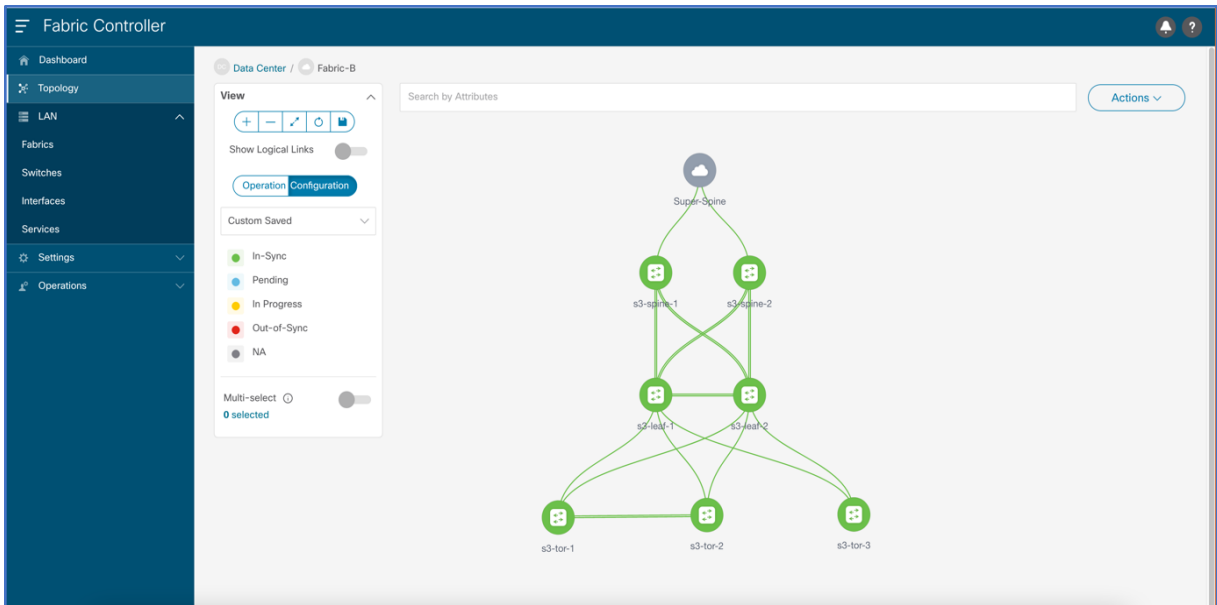 Fabric Controller
?
Dashboard
Topology
LAN
Fabrics
Switches
Interfaces
Services
Settings
Operations
Data Center / Fabric-B
View
Search by Attributes
Actions
Show Logical Links
Operation Configuration
Custom Saved
In-Sync
Pending
In Progress
Out-of-Sync
NA
Multi-select
0 selected
Super-Spine
s3-spine-1
s3-spine-2
s3-leaf-1
s3-leaf-2
s3-tor-1
s3-tor-2
s3-tor-3